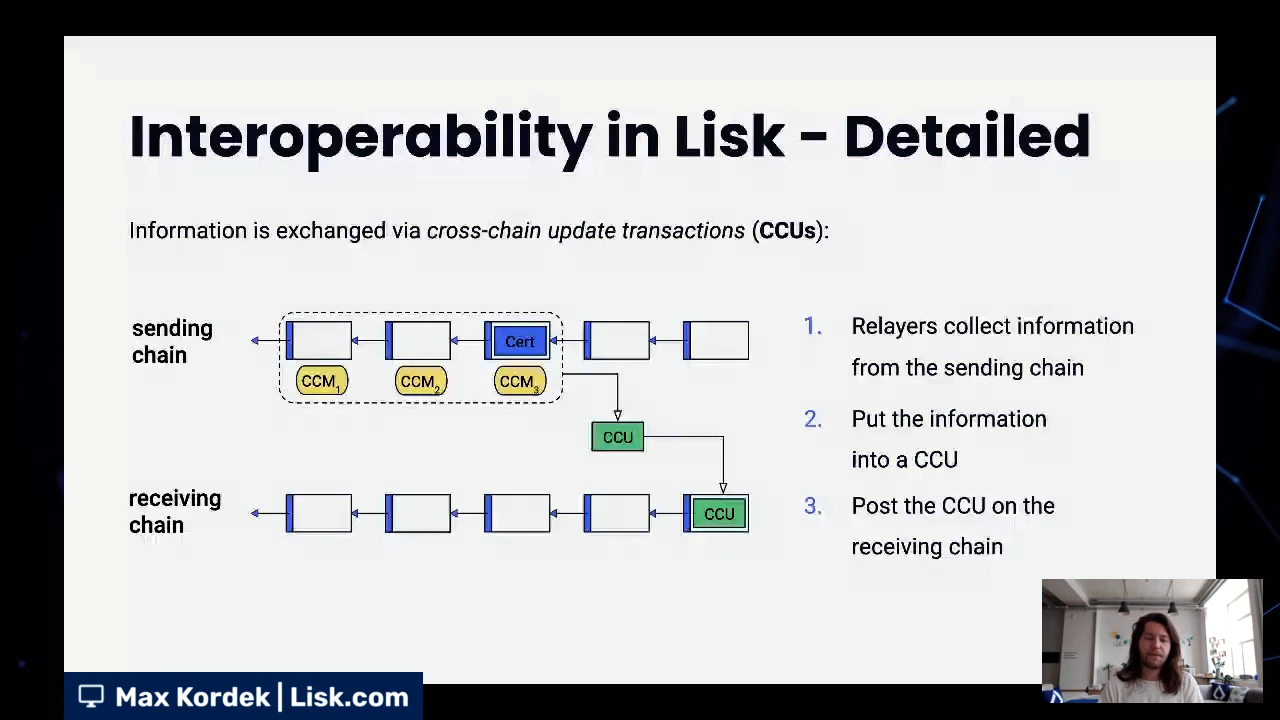 Interoperability in Lisk - Detailed
Information is exchanged via cross-chain update transactions (CCUs):
sending
chain
Cert
CCM1
CCM2
CCM3
CCU
receiving
chain
CCU
1. Relayers collect information
from the sending chain
2. Put the information
into a CCU
3. Post the CCU on the
receiving chain
Max Kordek | Lisk.com